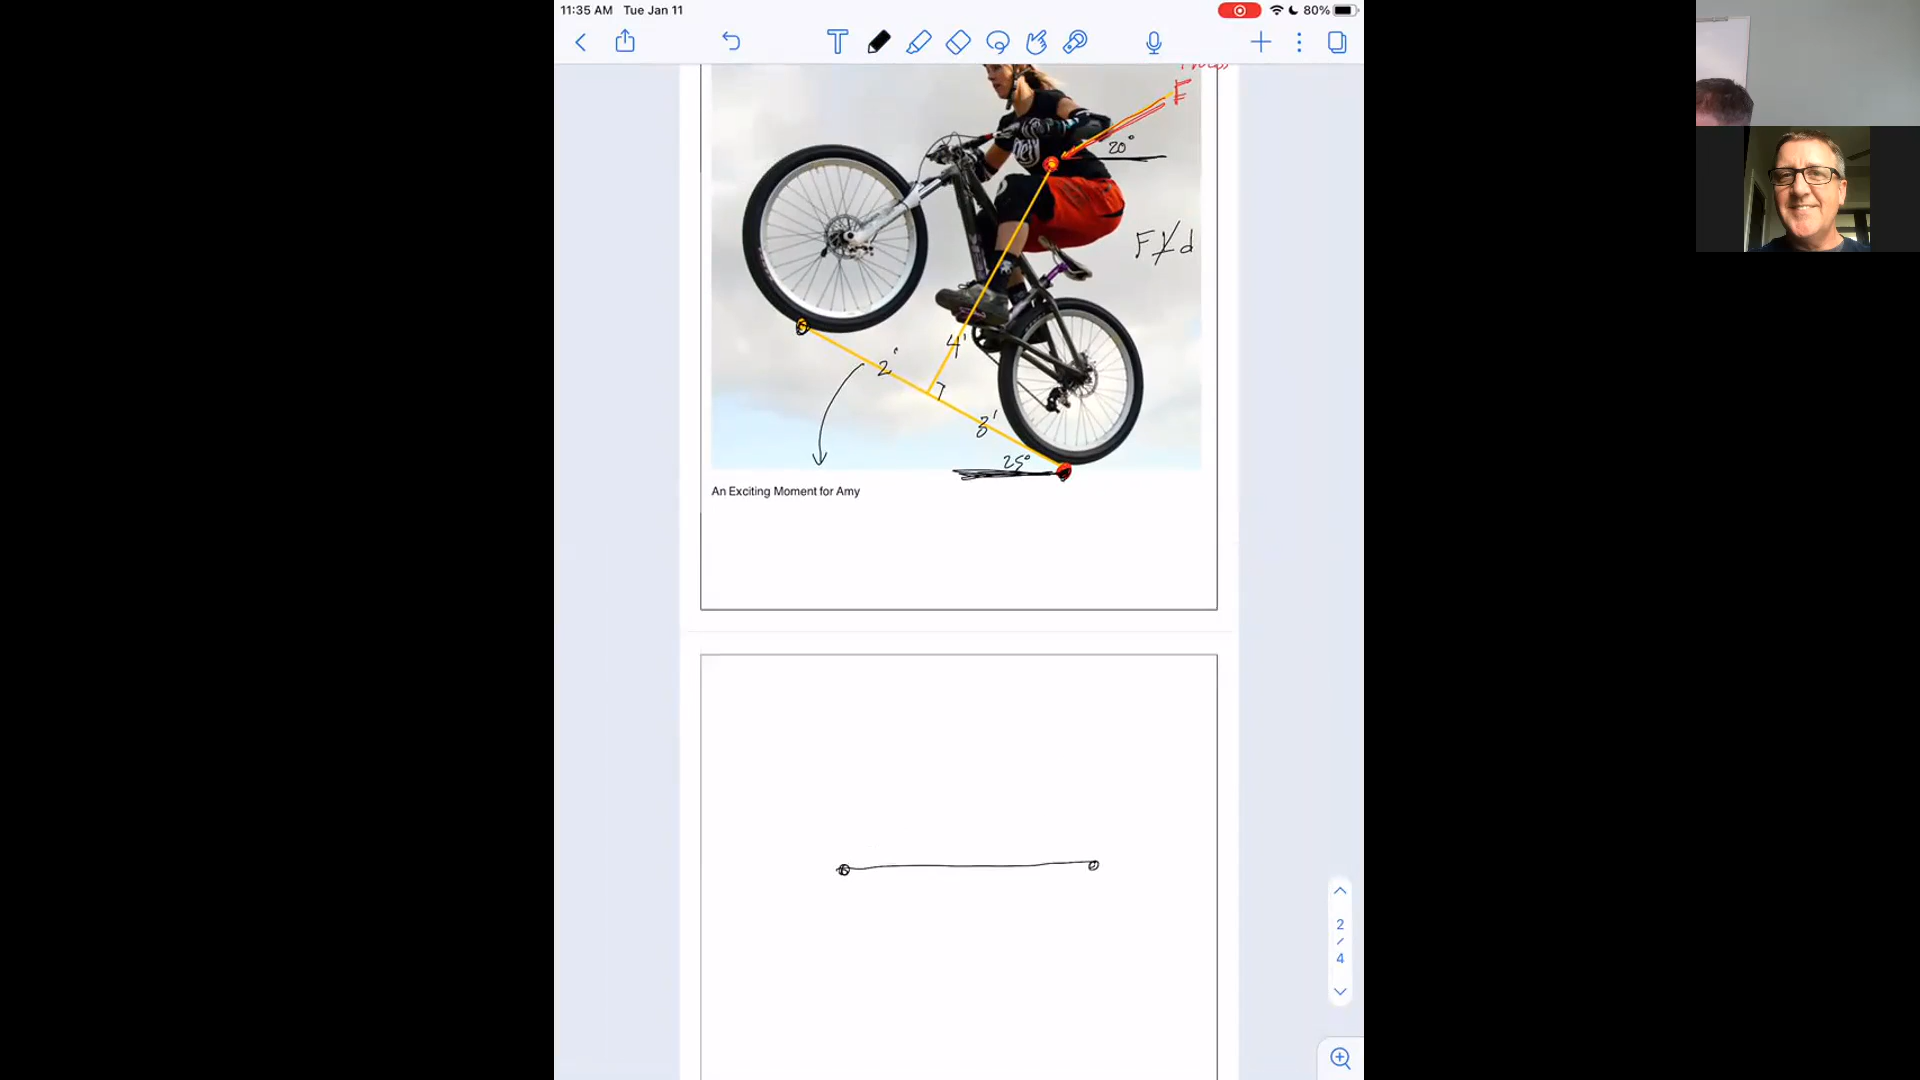 11:35 AM Tue Jan 11
80%
F
20°
F⊥̸d
4'
2'
3'
25°
An Exciting Moment for Amy
2
/
4